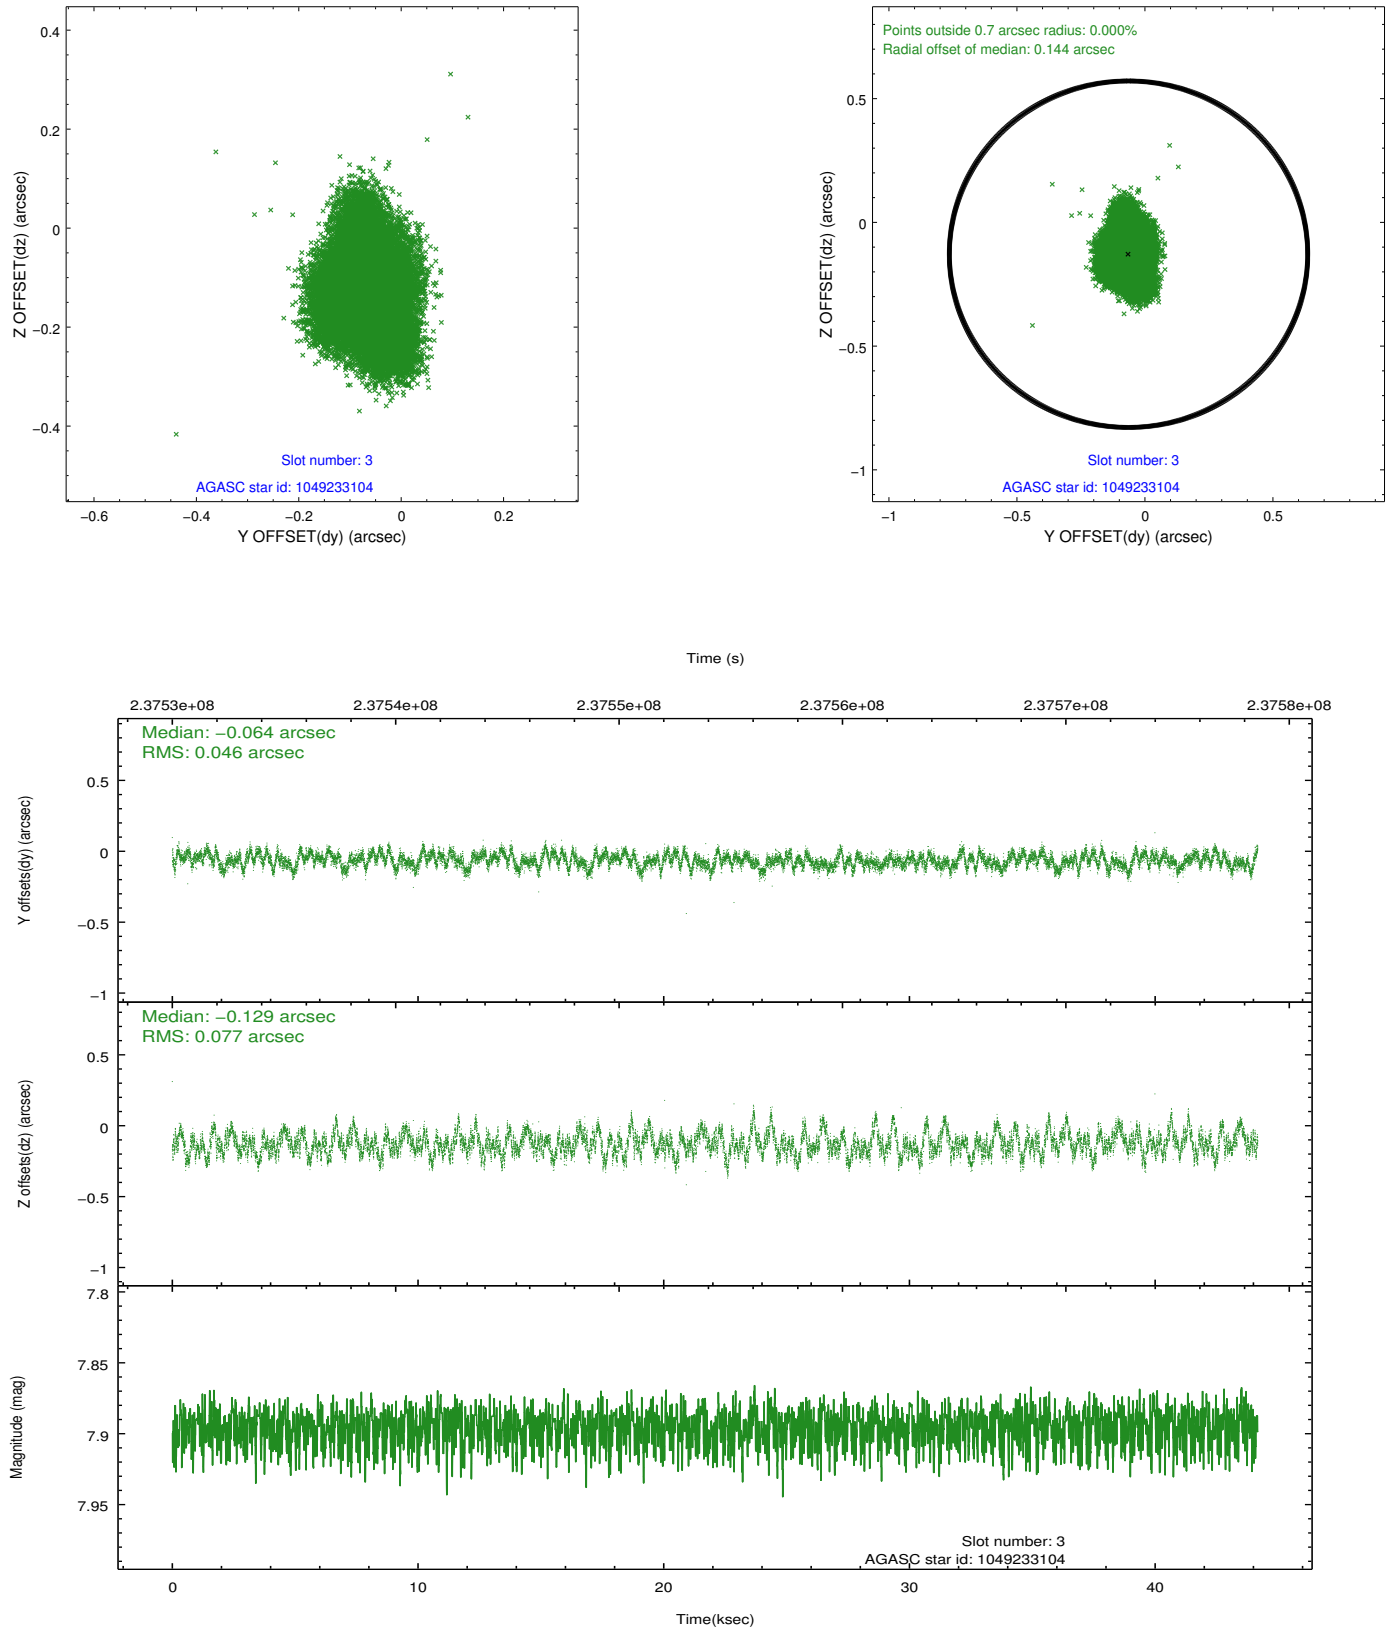 0.4
0.2
0
−0.2
−0.4
Z OFFSET(dz) (arcsec)
Slot number: 3
AGASC star id: 1049233104
−0.6
−0.4
−0.2
0
0.2
Y OFFSET(dy) (arcsec)
Points outside 0.7 arcsec radius: 0.000%
Radial offset of median: 0.144 arcsec
0.5
0
−0.5
−1
Z OFFSET(dz) (arcsec)
Slot number: 3
AGASC star id: 1049233104
−1
−0.5
0
0.5
Y OFFSET(dy) (arcsec)
Time (s)
2.3753e+08
2.3754e+08
2.3755e+08
2.3756e+08
2.3757e+08
2.3758e+08
Median: −0.064 arcsec
RMS: 0.046 arcsec
0.5
0
−0.5
−1
Y offsets(dy) (arcsec)
Median: −0.129 arcsec
RMS: 0.077 arcsec
0.5
0
−0.5
−1
Z offsets(dz) (arcsec)
7.8
7.85
7.9
7.95
Magnitude (mag)
Slot number: 3
AGASC star id: 1049233104
0
10
20
30
40
Time(ksec)